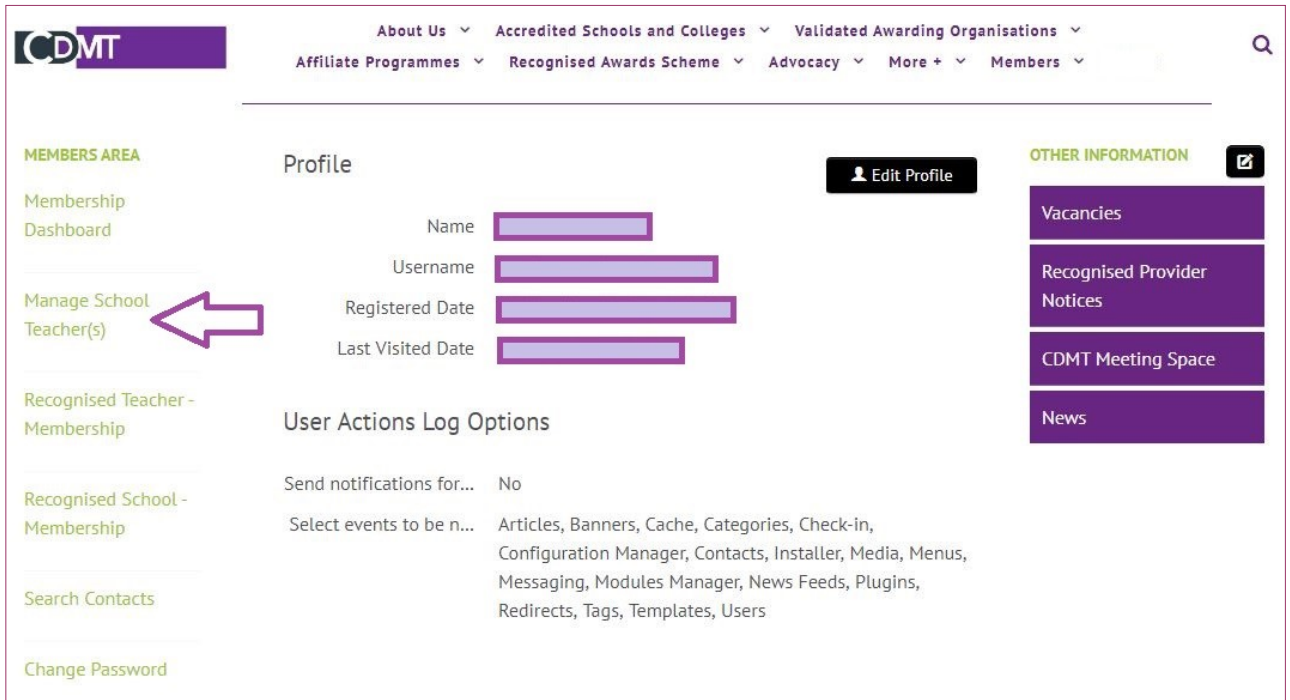 CDMT
About Us Accredited Schools and Colleges Validated Awarding Organisations
Affiliate Programmes Recognised Awards Scheme Advocacy More + Members
MEMBERS AREA
Membership
Dashboard
Manage School
Teacher(s)
Recognised Teacher -
Membership
Recognised School -
Membership
Search Contacts
Change Password
Profile
Edit Profile
Name
Username
Registered Date
Last Visited Date
User Actions Log Options
Send notifications for... No
Select events to be n... Articles, Banners, Cache, Categories, Check-in,
Configuration Manager, Contacts, Installer, Media, Menus,
Messaging, Modules Manager, News Feeds, Plugins,
Redirects, Tags, Templates, Users
OTHER INFORMATION
Vacancies
Recognised Provider
Notices
CDMT Meeting Space
News